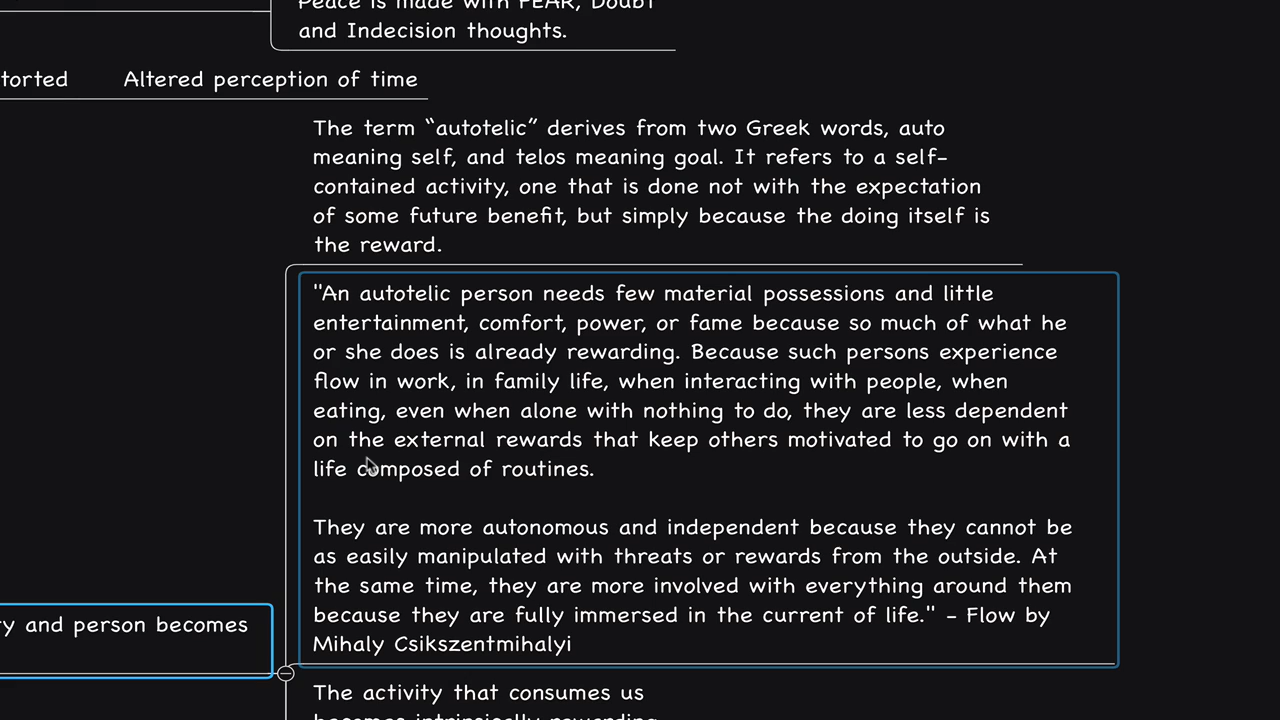 Peace is made with FEAR, Doubt
and Indecision thoughts.
torted
Altered perception of time
The term “autotelic” derives from two Greek words, auto
meaning self, and telos meaning goal. It refers to a self-
contained activity, one that is done not with the expectation
of some future benefit, but simply because the doing itself is
the reward.
"An autotelic person needs few material possessions and little
entertainment, comfort, power, or fame because so much of what he
or she does is already rewarding. Because such persons experience
flow in work, in family life, when interacting with people, when
eating, even when alone with nothing to do, they are less dependent
on the external rewards that keep others motivated to go on with a
life composed of routines.
They are more autonomous and independent because they cannot be
as easily manipulated with threats or rewards from the outside. At
the same time, they are more involved with everything around them
because they are fully immersed in the current of life." - Flow by
Mihaly Csikszentmihalyi
y and person becomes
The activity that consumes us
becomes intrinsically rewarding